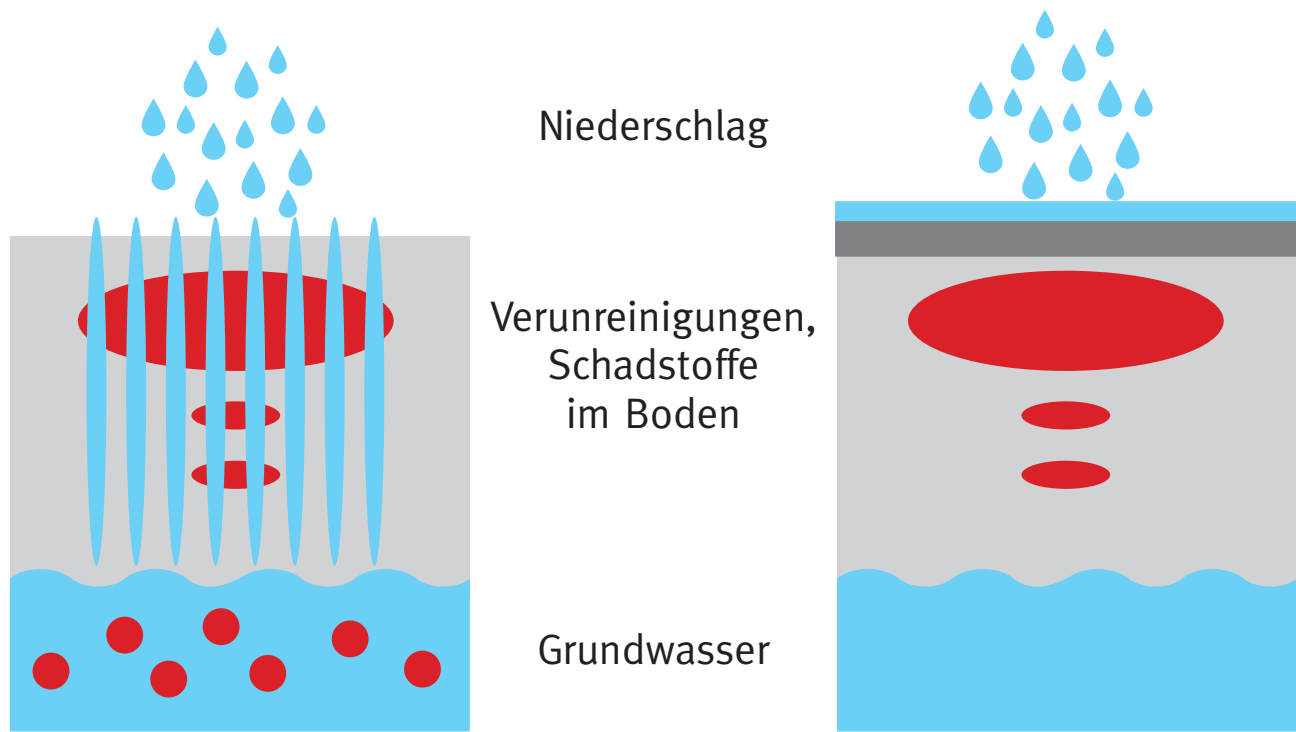 Niederschlag
Verunreinigungen,
Schadstoffe
im Boden
Grundwasser